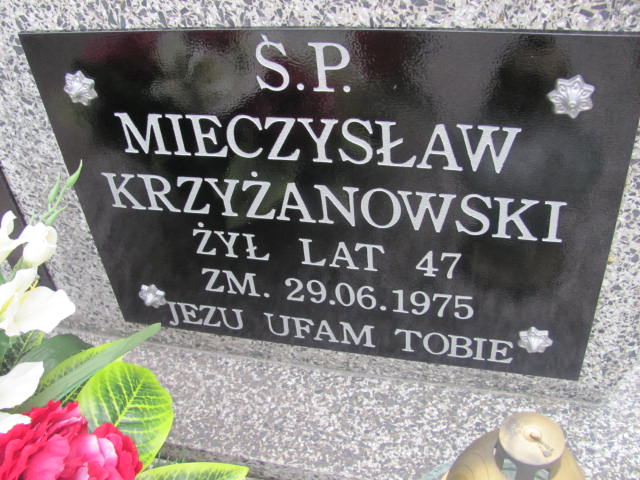 Ś.P.
MIECZYSŁAW
KRZYŻANOWSKI
ŻYŁ LAT 47
ZM. 29.06.1975
JEZU UFAM TOBIE